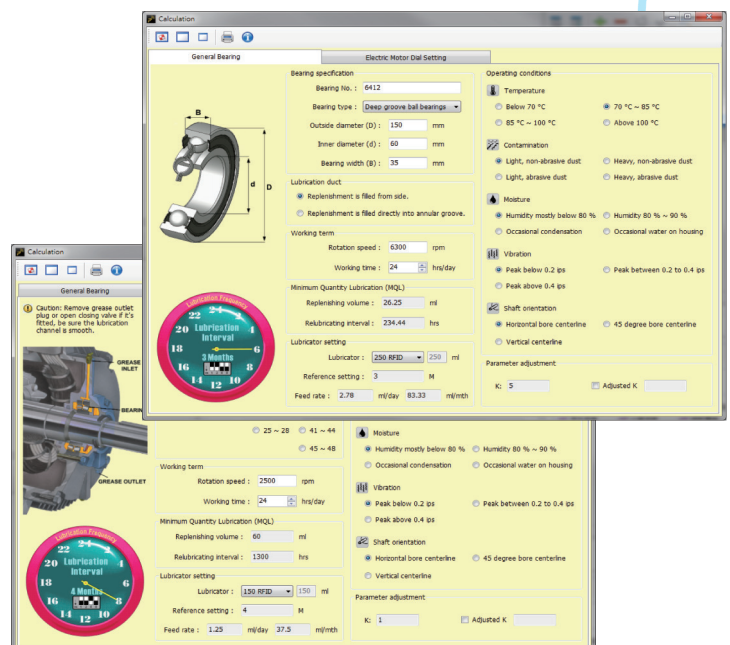 Calculation
General Bearing
Electric Motor Dial Setting
B
d
D
Lubrication Frequency
24
22
20
18
16
14
12
10
6
4
Lubrication
Interval
3 Months
Bearing specification
Bearing No. : 6412
Bearing type : Deep groove ball bearings
Outside diameter (D) : 150 mm
Inner diameter (d) : 60 mm
Bearing width (B) : 35 mm
Lubrication duct
Replenishment is filled from side.
Replenishment is filled directly into annular groove.
Working term
Rotation speed : 6300 rpm
Working time : 24 hrs/day
Minimum Quantity Lubrication (MQL)
Replenishing volume : 26.25 ml
Relubricating interval : 234.44 hrs
Lubricator setting
Lubricator : 250 RFID 250 ml
Reference setting : 3 M
Feed rate : 2.78 ml/day 83.33 ml/mth
Operating conditions
Temperature
Below 70 °C 70 °C ~ 85 °C
85 °C ~ 100 °C Above 100 °C
Contamination
Light, non-abrasive dust Heavy, non-abrasive dust
Light, abrasive dust Heavy, abrasive dust
Moisture
Humidity mostly below 80 % Humidity 80 % ~ 90 %
Occasional condensation Occasional water on housing
Vibration
Peak below 0.2 ips Peak between 0.2 to 0.4 ips
Peak above 0.4 ips
Shaft orentation
Horizontal bore centerline 45 degree bore centerline
Vertical centerline
Parameter adjustment
K: 5 Adjusted K
Calculation
General Bearing
Caution: Remove grease outlet
plug or open closing valve if it's
fitted, be sure the lubrication
channel is smooth.
GREASE
INLET
BEARIN
GREASE OUTLET
Lubrication Frequency
24
22
20
18
16
14
12
10
8
6
4
Lubrication
Interval
4 Months
25 ~ 28 41 ~ 44
45 ~ 48
Working term
Rotation speed : 2500 rpm
Working time : 24 hrs/day
Minimum Quantity Lubrication (MQL)
Replenishing volume : 60 ml
Relubricating interval : 1300 hrs
Lubricator setting
Lubricator : 150 RFID 150 ml
Reference setting : 4 M
Feed rate : 1.25 ml/day 37.5 ml/mth
Moisture
Humidity mostly below 80 % Humidity 80 % ~ 90 %
Occasional condensation Occasional water on housing
Vibration
Peak below 0.2 ips Peak between 0.2 to 0.4 ips
Peak above 0.4 ips
Shaft orientation
Horizontal bore centerline 45 degree bore centerline
Vertical centerline
Parameter adjustment
K: 1 Adjusted K